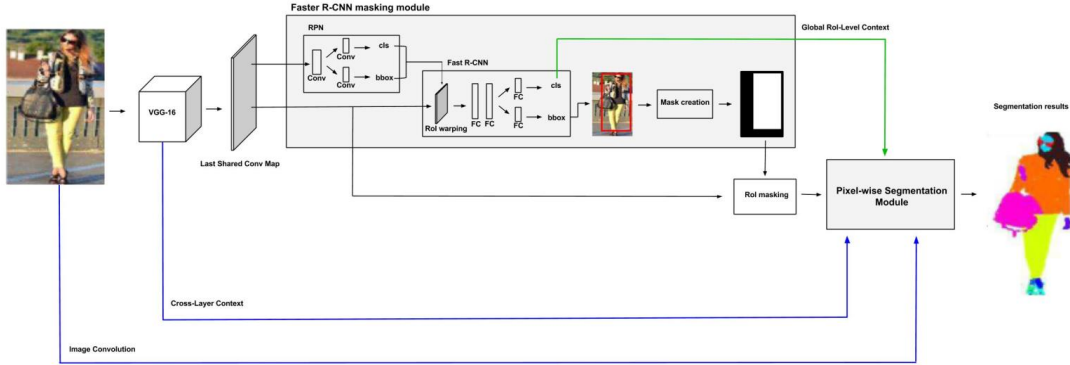 Faster R-CNN masking module
RPN
Conv
Conv
Conv
cls
bbox
Global RoI-Level Context
Fast R-CNN
RoI warping
FC
FC
FC
FC
cls
bbox
Mask creation
VGG-16
Last Shared Conv Map
RoI masking
Pixel-wise Segmentation
Module
Segmentation results
Cross-Layer Context
Image Convolution